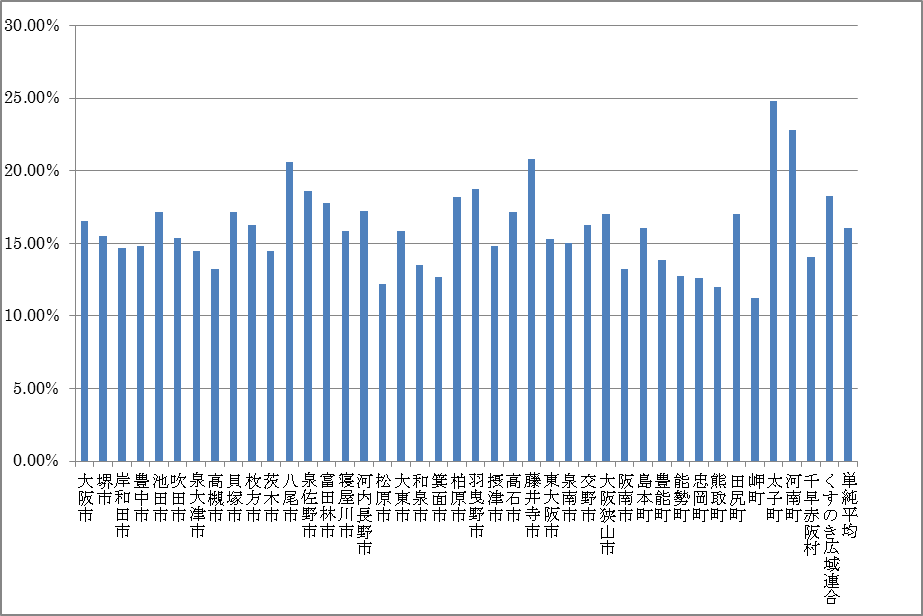 30.00%
25.00%
20.00%
15.00%
10.00%
5.00%
0.00%
大阪市
堺市
岸和田市
豊中市
池田市
吹田市
泉大津市
高槻市
貝塚市
枚方市
茨木市
八尾市
泉佐野市
富田林市
寝屋川市
河内長野市
松原市
大東市
和泉市
箕面市
柏原市
羽曳野市
摂津市
高石市
藤井寺市
東大阪市
泉南市
交野市
大阪狭山市
阪南市
島本町
豊能町
能勢町
忠岡町
熊取町
田尻町
岬町
太子町
河南町
千早赤阪村
くすのき広域連合
単純平均